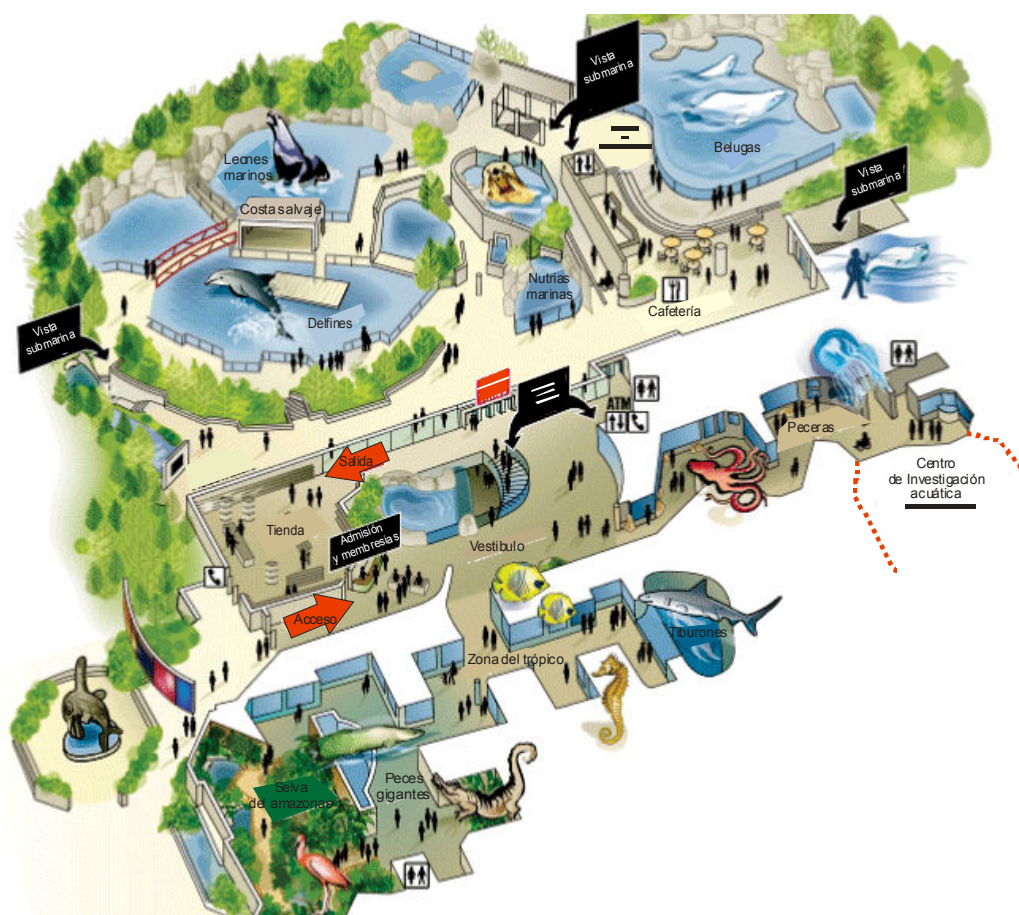 Vista
submarina
Belugas
Leones
marinos
Vista
submarina
Costa salvaje
Nutrias
marinas
Cafetería
Delfines
Vista
submarina
ATM
Peceras
Centro
de Investigación
acuática
Salida
Tienda
Admisión
y membresías
Vestibulo
Acceso
Tiburones
Zona del trópico
Peces
gigantes
Selva
de amazonas